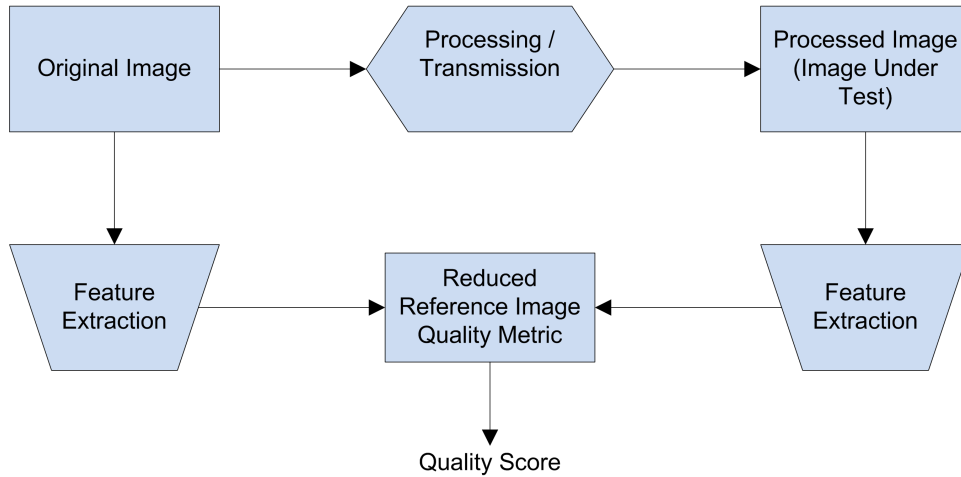 Original Image
Processing /
Transmission
Processed Image
(Image Under
Test)
Feature
Extraction
Reduced
Reference Image
Quality Metric
Feature
Extraction
Quality Score